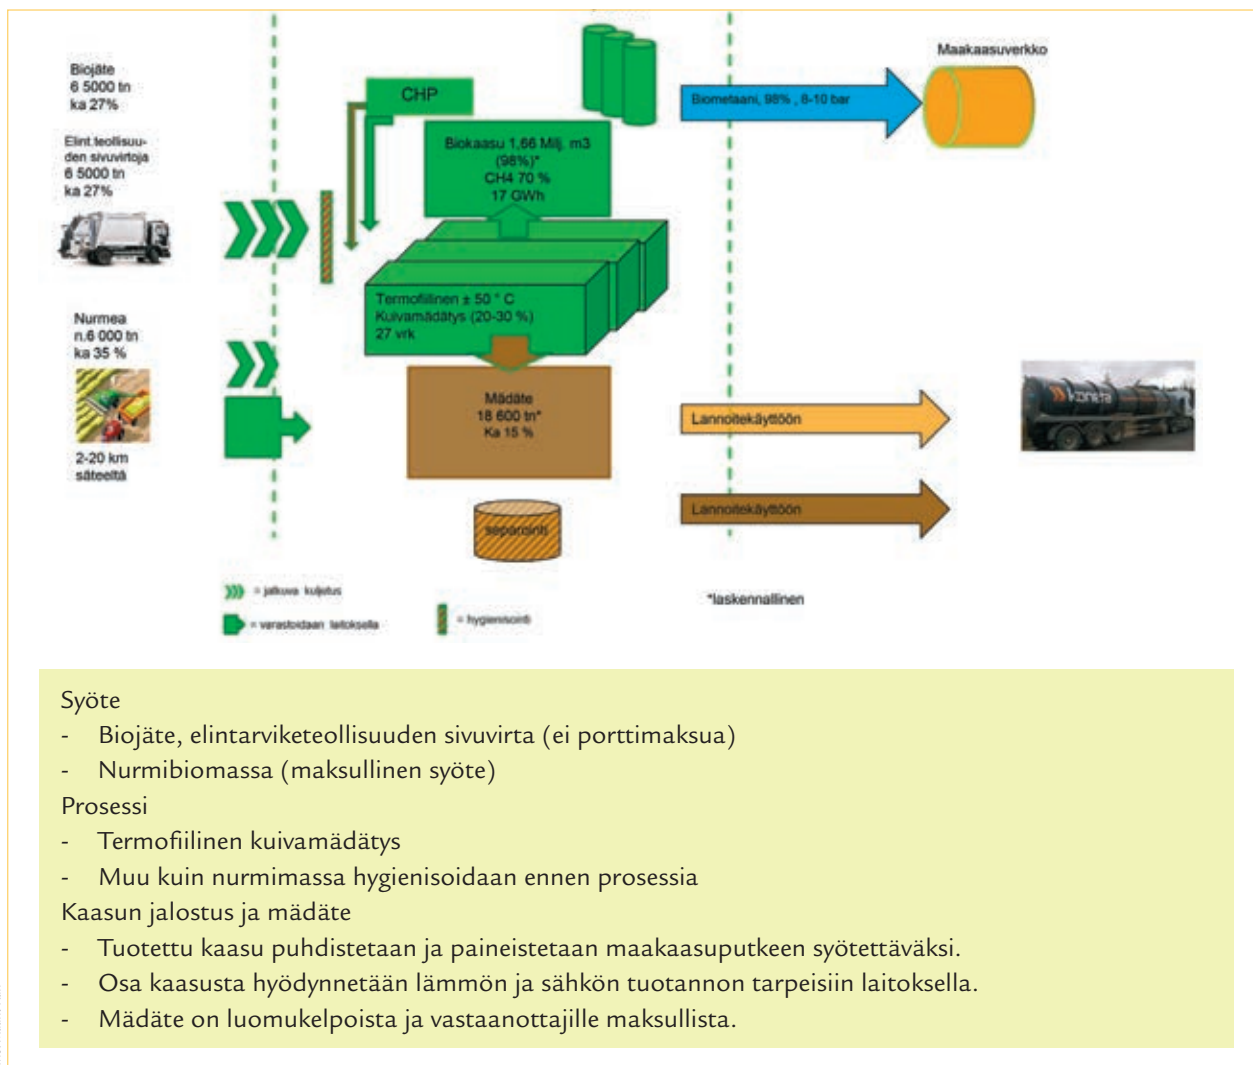 Biojäte
6 5000 tn
ka 27%
Elint.teollisuu-
den sivuvirtoja
6 5000 tn
ka 27%
Nurmea
n.6 000 tn
ka 35 %
2-20 km
säteeltä
CHP
Biokaasu 1,66 Milj. m3
(98%)*
CH4 70 %
17 GWh
Termofiilinen ± 50 ° C
Kuivamädätys (20-30 %)
27 vrk
Mädäte
18 600 tn*
Ka 15 %
separointi
Biometaani, 98% , 8-10 bar
Maakaasuverkko
Lannoitekäyttöön
Lannoitekäyttöön
= jatkuva kuljetus
= varastoidaan laitoksella
= hygienisointi
*laskennallinen
Syöte
- Biojäte, elintarviketeollisuuden sivuvirta (ei porttimaksua)
- Nurmibiomassa (maksullinen syöte)
Prosessi
- Termofiilinen kuivamädätys
- Muu kuin nurmimassa hygienisoidaan ennen prosessia
Kaasun jalostus ja mädäte
- Tuotettu kaasu puhdistetaan ja paineistetaan maakaasuputkeen syötettäväksi.
- Osa kaasusta hyödynnetään lämmön ja sähkön tuotannon tarpeisiin laitoksella.
- Mädäte on luomukelpoista ja vastaanottajille maksullista.